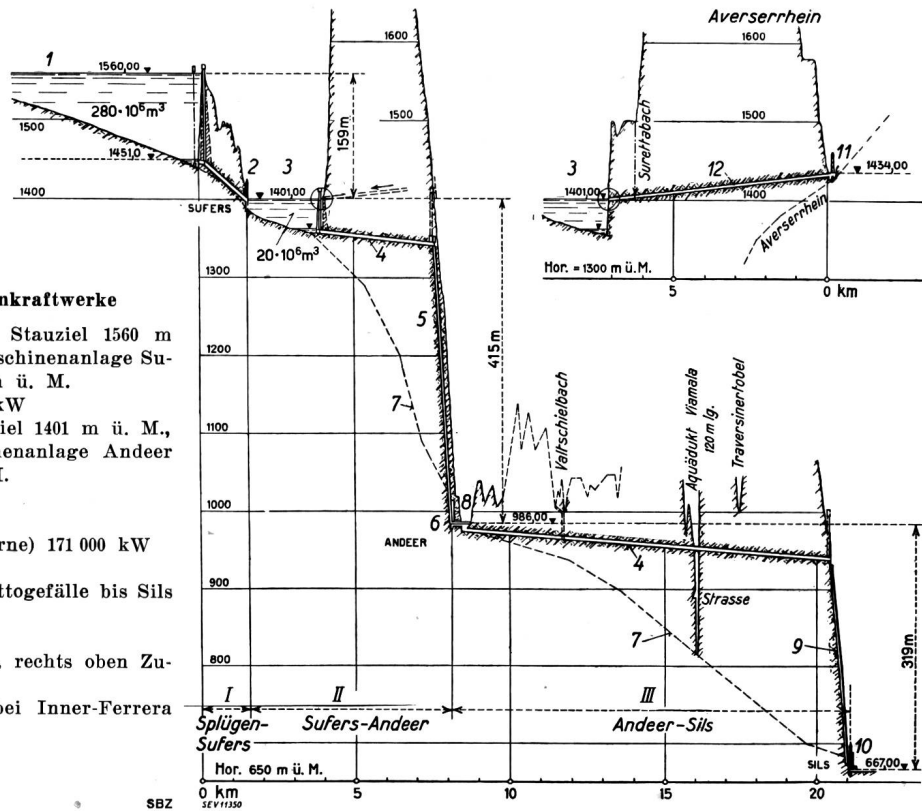 nkraftwerke
Stauziel 1560 m
schinenanlage Su-
n ü. M.
kW
iel 1401 m ü. M.,
nenanlage Andeer
M.
rne) 171 000 kW
ttogefälle bis Sils
, rechts oben Zu-
bei Inner-Ferrera
SBZ
1
1560,00
280·10⁶m³
1500
1451,0
1400
SUFERS
2
3
1401,00
20·10⁶m³
1600
1500
159m
4
1300
5
1200
415m
7
1100
1000
6
8
ANDEER
900
800
986,00
Valtschielbach
Aquädukt Viamala
120 m lg.
Traversinertobel
4
Strasse
7
9
319m
10
SILS
667,00
I
II
III
Splügen-
Sufers
Sufers-Andeer
Andeer-Sils
Hor. 650 m ü. M.
0 km
5
10
15
20
SEV11350
Averserrhein
1600
1500
Surettabach
3
1401,00
12
1400
11
1434,00
Averserrhein
Hor. = 1300 m ü. M.
5
0 km